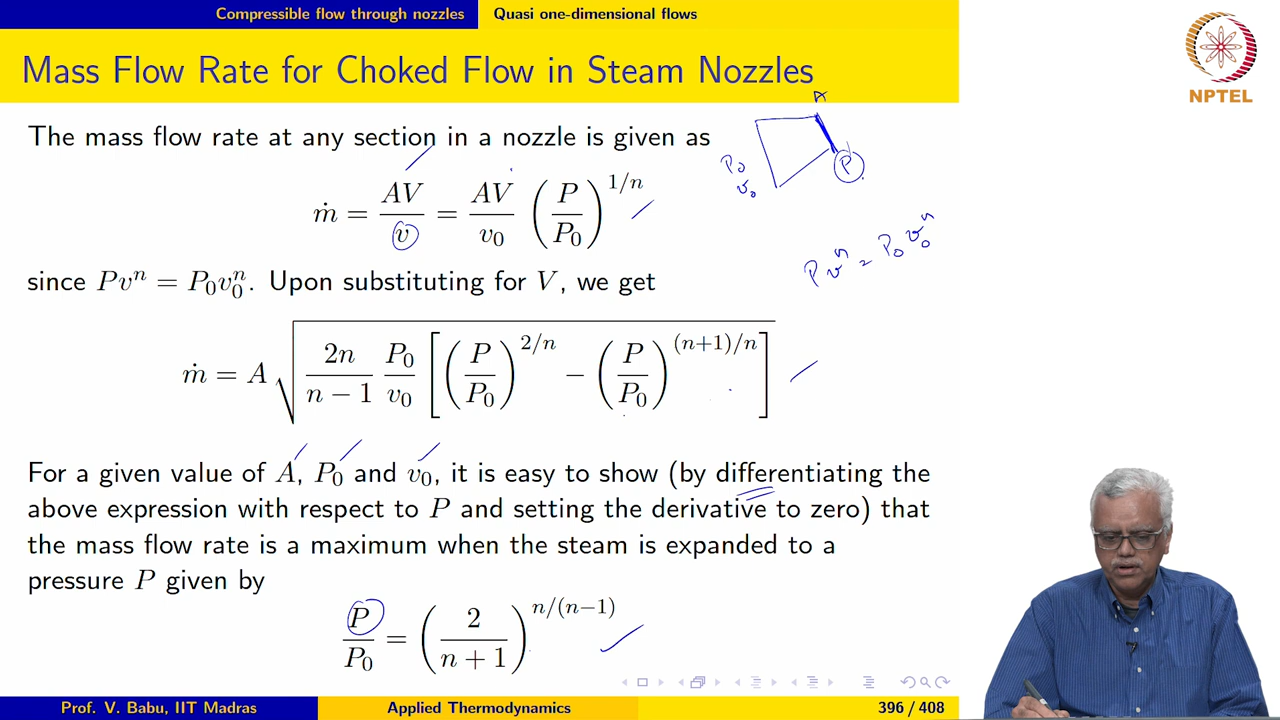 Compressible flow through nozzles Quasi one-dimensional flows
NPTEL
Mass Flow Rate for Choked Flow in Steam Nozzles
The mass flow rate at any section in a nozzle is given as
A
P₀
v₀
P
ṁ = AV/v = AV/v₀ (P/P₀)^{1/n}
Pvⁿ = P₀v₀ⁿ
since Pvⁿ = P₀v₀ⁿ. Upon substituting for V, we get
ṁ = A √( 2n/(n − 1) P₀/v₀ [ (P/P₀)^{2/n} − (P/P₀)^{(n+1)/n} ] )
For a given value of A, P₀ and v₀, it is easy to show (by differentiating the
above expression with respect to P and setting the derivative to zero) that
the mass flow rate is a maximum when the steam is expanded to a
pressure P given by
P/P₀ = (2/(n + 1))^{n/(n−1)}
Prof. V. Babu, IIT Madras Applied Thermodynamics 396 / 408